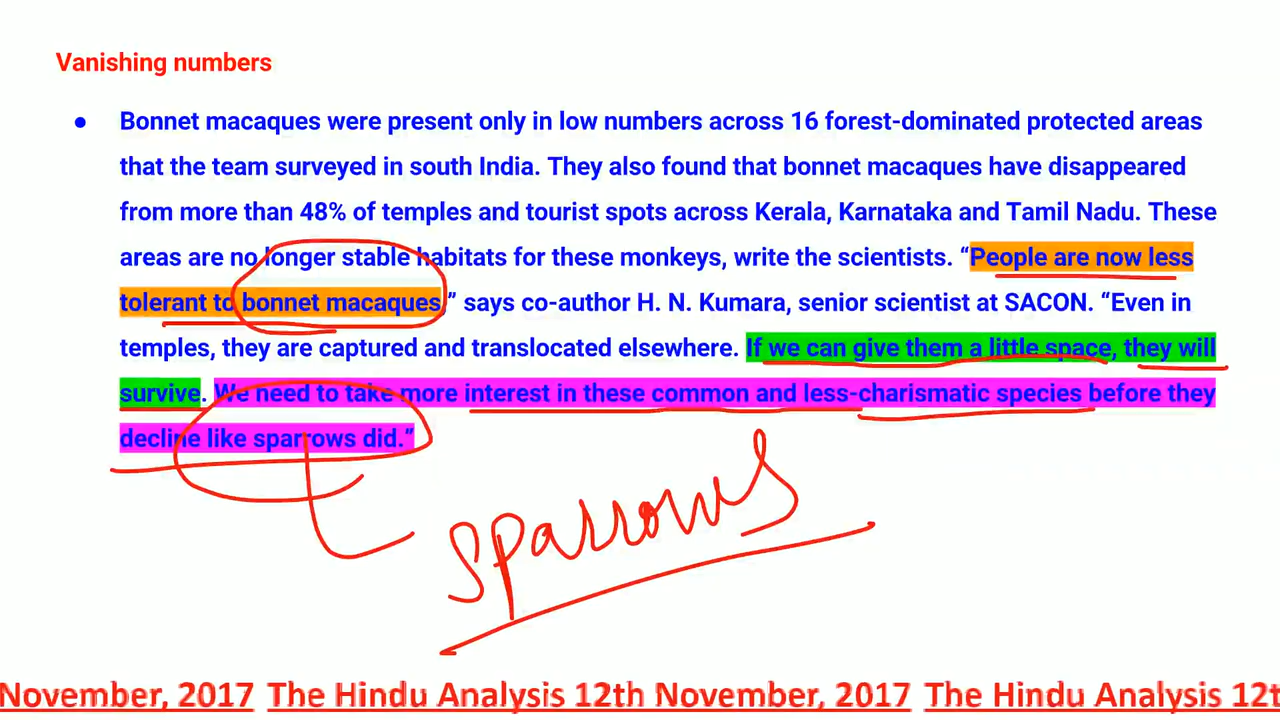 Vanishing numbers
● Bonnet macaques were present only in low numbers across 16 forest-dominated protected areas
that the team surveyed in south India. They also found that bonnet macaques have disappeared
from more than 48% of temples and tourist spots across Kerala, Karnataka and Tamil Nadu. These
areas are no longer stable habitats for these monkeys, write the scientists. “People are now less
tolerant to bonnet macaques,” says co-author H. N. Kumara, senior scientist at SACON. “Even in
temples, they are captured and translocated elsewhere. If we can give them a little space, they will
survive. We need to take more interest in these common and less-charismatic species before they
decline like sparrows did.”
sparrows
November, 2017 The Hindu Analysis 12th November, 2017 The Hindu Analysis 12t